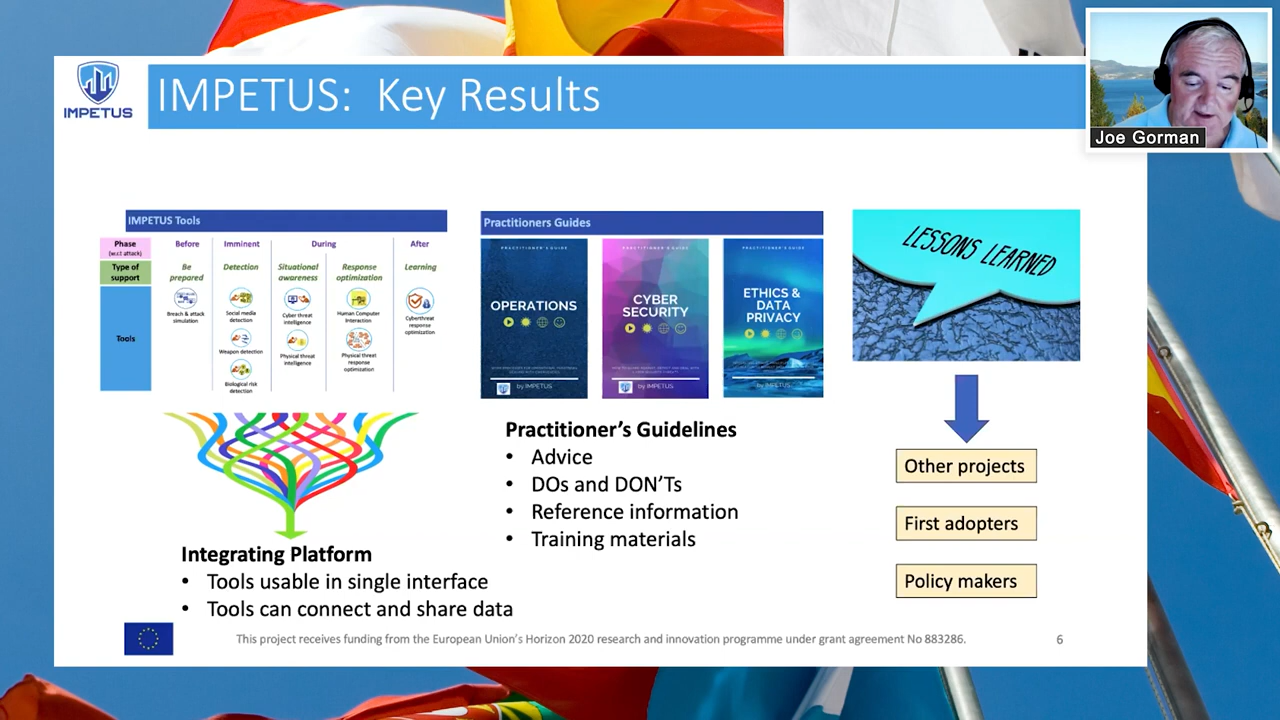 IMPETUS
IMPETUS: Key Results
Joe Gorman
IMPETUS Tools
Phase
(w.r.t attack)
Before
Imminent
During
After
Type of
support
Be
prepared
Detection
Situational
awareness
Response
optimization
Learning
Tools
Breach & attack
simulation
Social media
detection
Weapon detection
Biological risk
detection
Cyber threat
intelligence
Physical threat
intelligence
Human Computer
Interaction
Physical threat
response
optimisation
Cyberthreat
response
optimization
Integrating Platform
• Tools usable in single interface
• Tools can connect and share data
Practitioners Guides
PRACTITIONER'S GUIDE
OPERATIONS
by IMPETUS
PRACTITIONER'S GUIDE
CYBER
SECURITY
by IMPETUS
PRACTITIONER'S GUIDE
ETHICS &
DATA
PRIVACY
by IMPETUS
Practitioner’s Guidelines
• Advice
• DOs and DON’Ts
• Reference information
• Training materials
LESSONS LEARNED
Other projects
First adopters
Policy makers
This project receives funding from the European Union’s Horizon 2020 research and innovation programme under grant agreement No 883286.
6